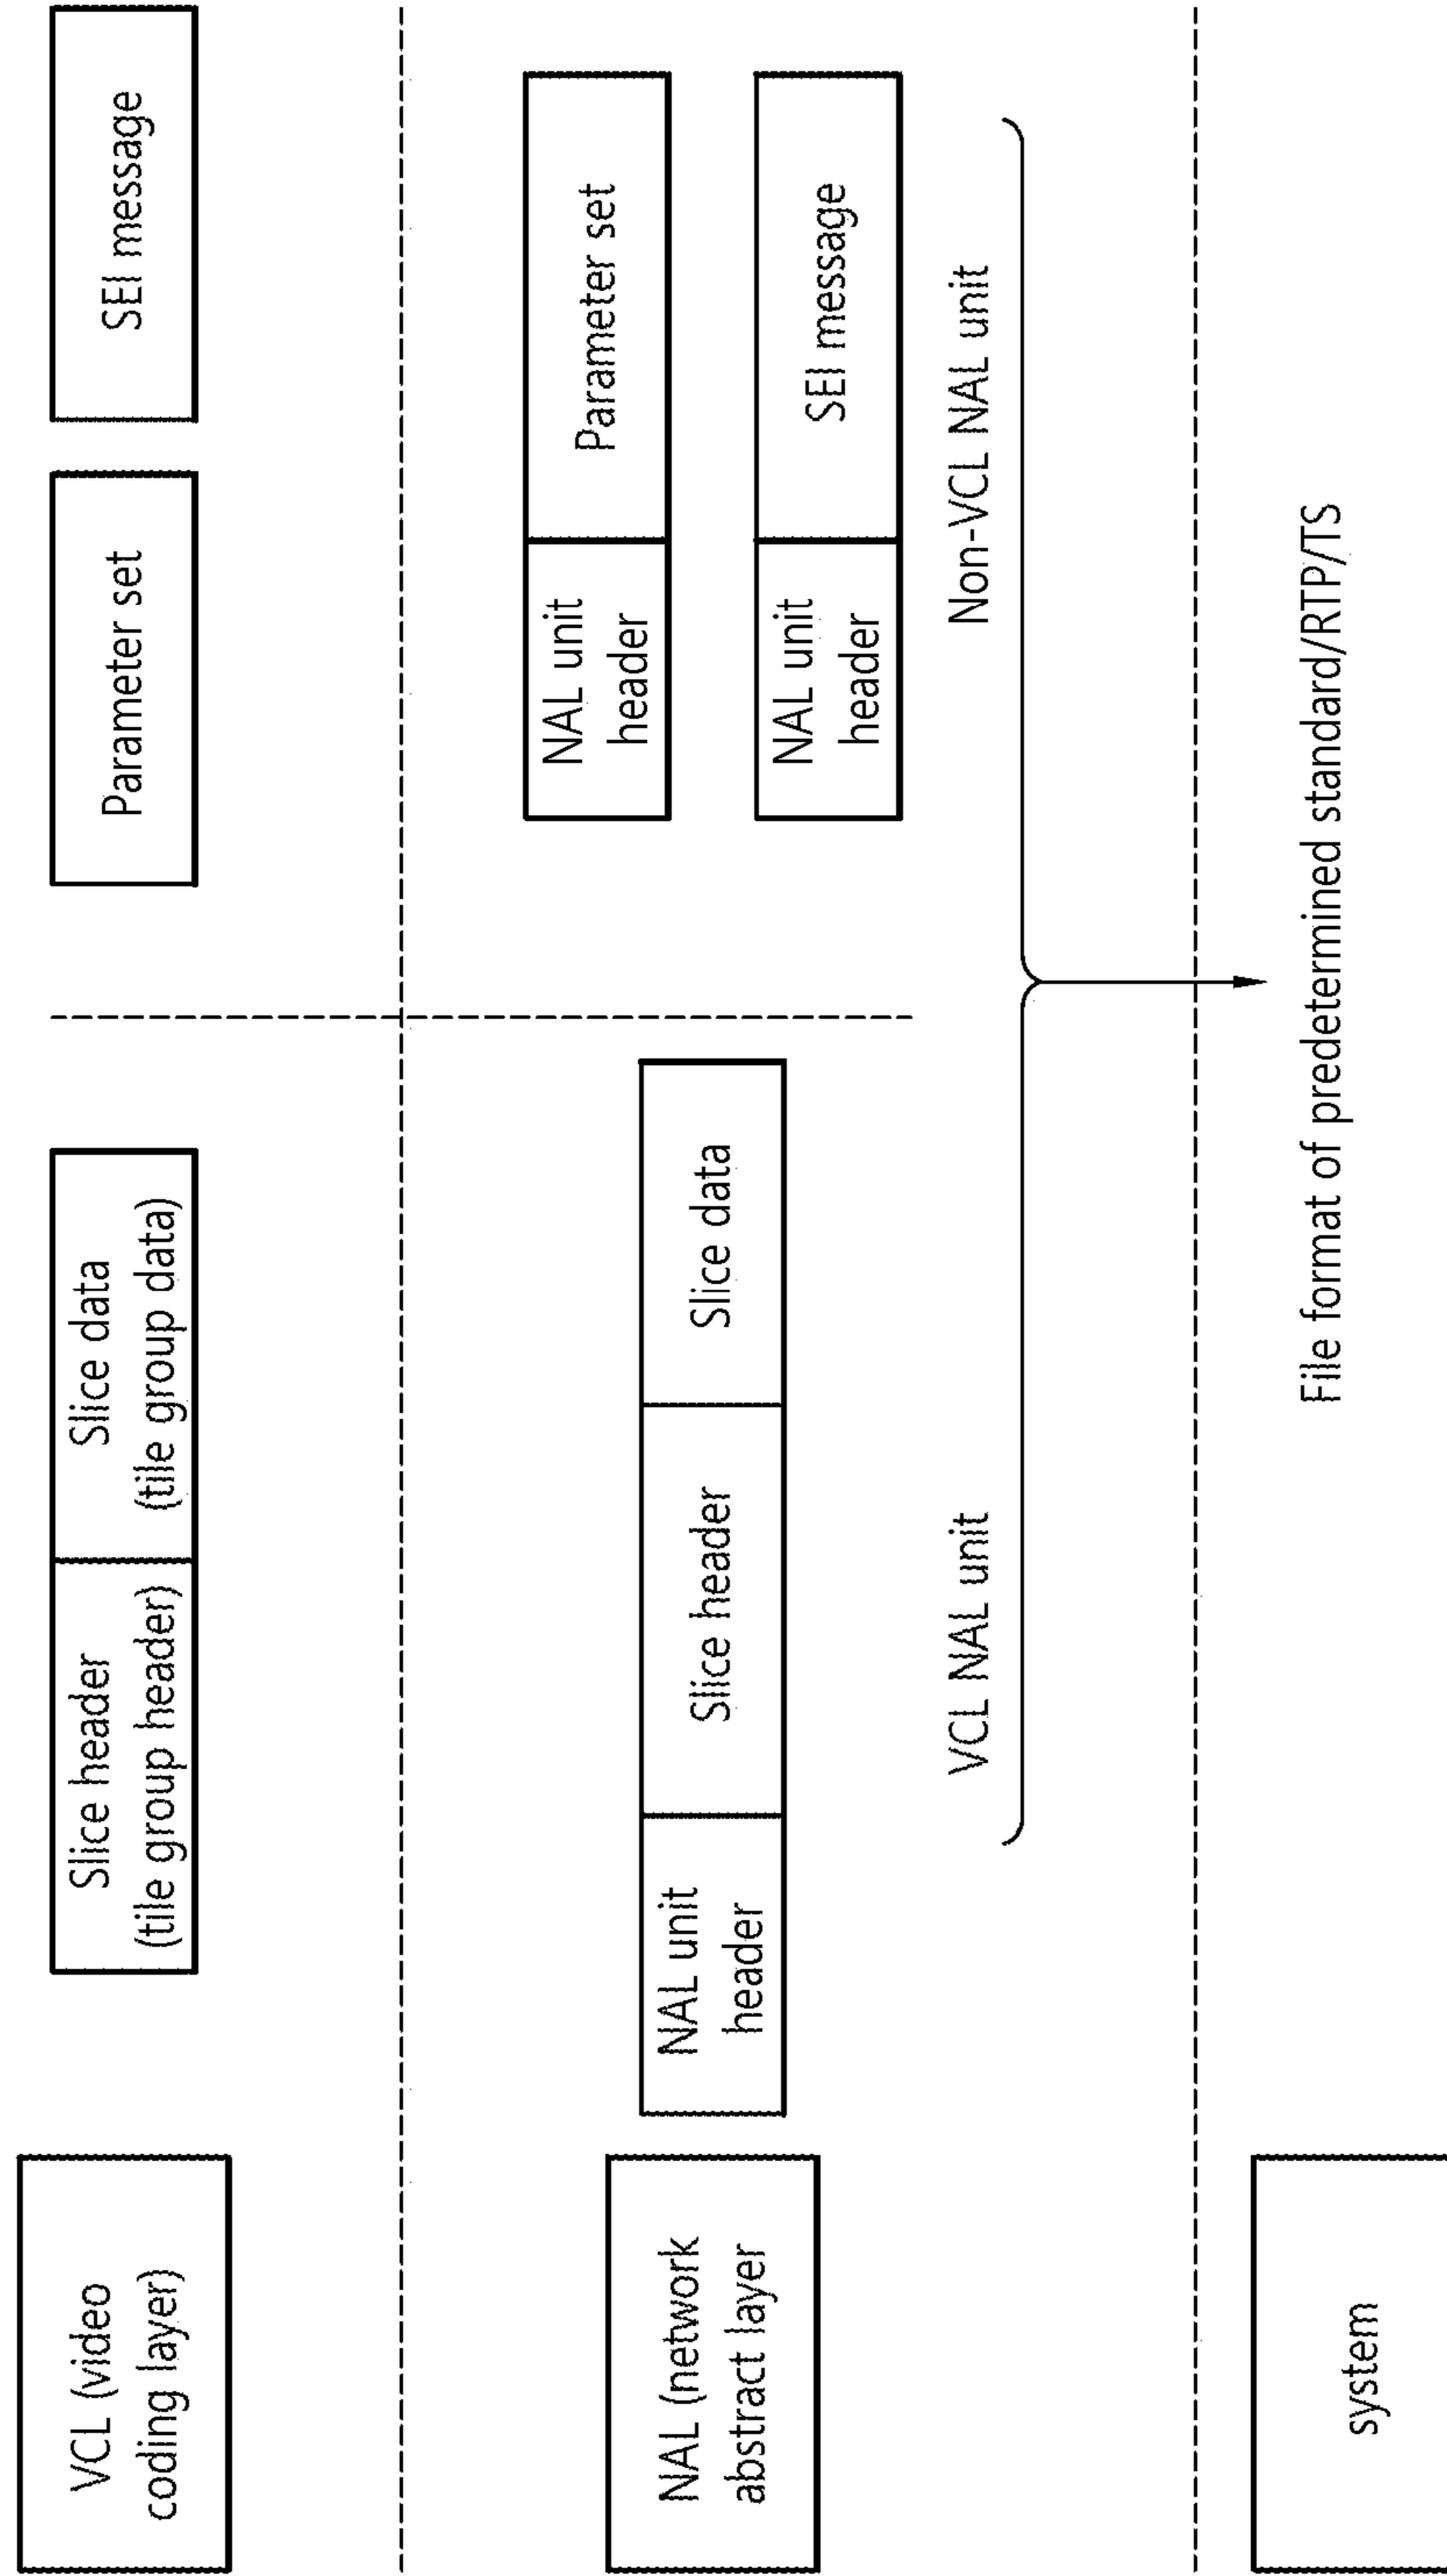 VCL (video
coding layer)
Slice header
(tile group header)
Slice data
(tile group data)
Parameter set
SEI message
NAL (network
abstract layer
NAL unit
header
Slice header
Slice data
NAL unit
header
Parameter set
NAL unit
header
SEI message
VCL NAL unit
Non-VCL NAL unit
system
File format of predetermined standard/RTP/TS